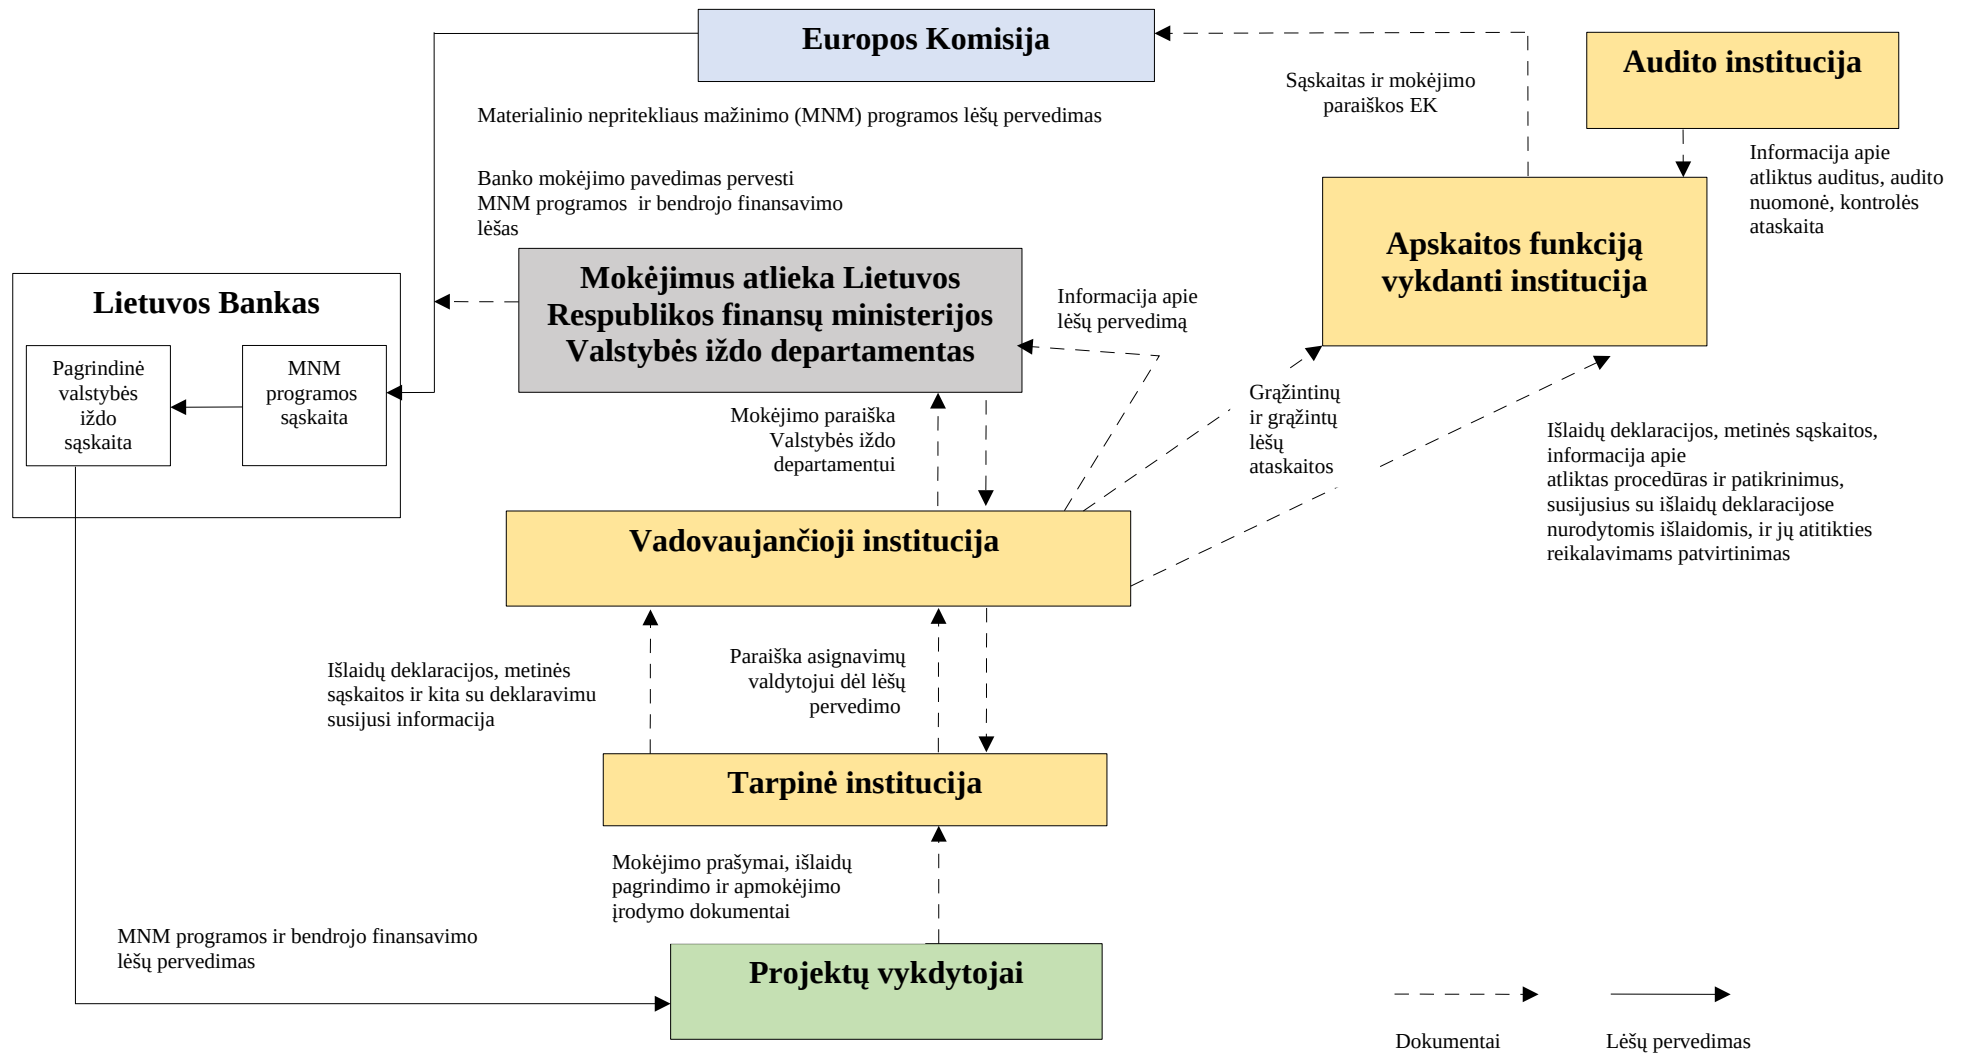 Europos Komisija
Audito institucija
Sąskaitas ir mokėjimo
paraiškos EK
Materialinio nepritekliaus mažinimo (MNM) programos lėšų pervedimas
Informacija apie
atliktus auditus, audito
nuomonė, kontrolės
ataskaita
Banko mokėjimo pavedimas pervesti
MNM programos  ir bendrojo finansavimo
lėšas
Apskaitos funkciją
vykdanti institucija
Mokėjimus atlieka Lietuvos
Respublikos finansų ministerijos
Valstybės iždo departamentas
Informacija apie
lėšų pervedimą
Lietuvos Bankas
Pagrindinė
valstybės
iždo
sąskaita
MNM
programos
sąskaita
Mokėjimo paraiška
Valstybės iždo
departamentui
Grąžintinų
ir grąžintų
lėšų
ataskaitos
Išlaidų deklaracijos, metinės sąskaitos,
informacija apie
atliktas procedūras ir patikrinimus,
susijusius su išlaidų deklaracijose
nurodytomis išlaidomis, ir jų atitikties
reikalavimams patvirtinimas
Vadovaujančioji institucija
Išlaidų deklaracijos, metinės
sąskaitos ir kita su deklaravimu
susijusi informacija
Paraiška asignavimų
valdytojui dėl lėšų
pervedimo
Tarpinė institucija
Mokėjimo prašymai, išlaidų
pagrindimo ir apmokėjimo
įrodymo dokumentai
MNM programos ir bendrojo finansavimo
lėšų pervedimas
Projektų vykdytojai
Dokumentai
Lėšų pervedimas